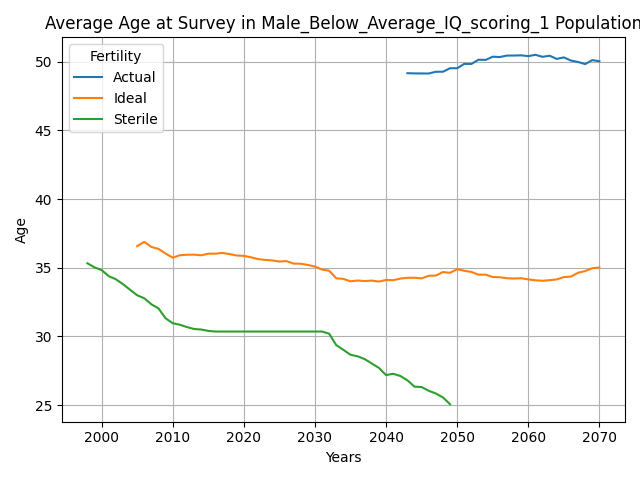 Average Age at Survey in Male_Below_Average_IQ_scoring_1 Population
Fertility
Actual
Ideal
Sterile
Age
50
45
40
35
30
25
2000 2010 2020 2030 2040 2050 2060 2070
Years